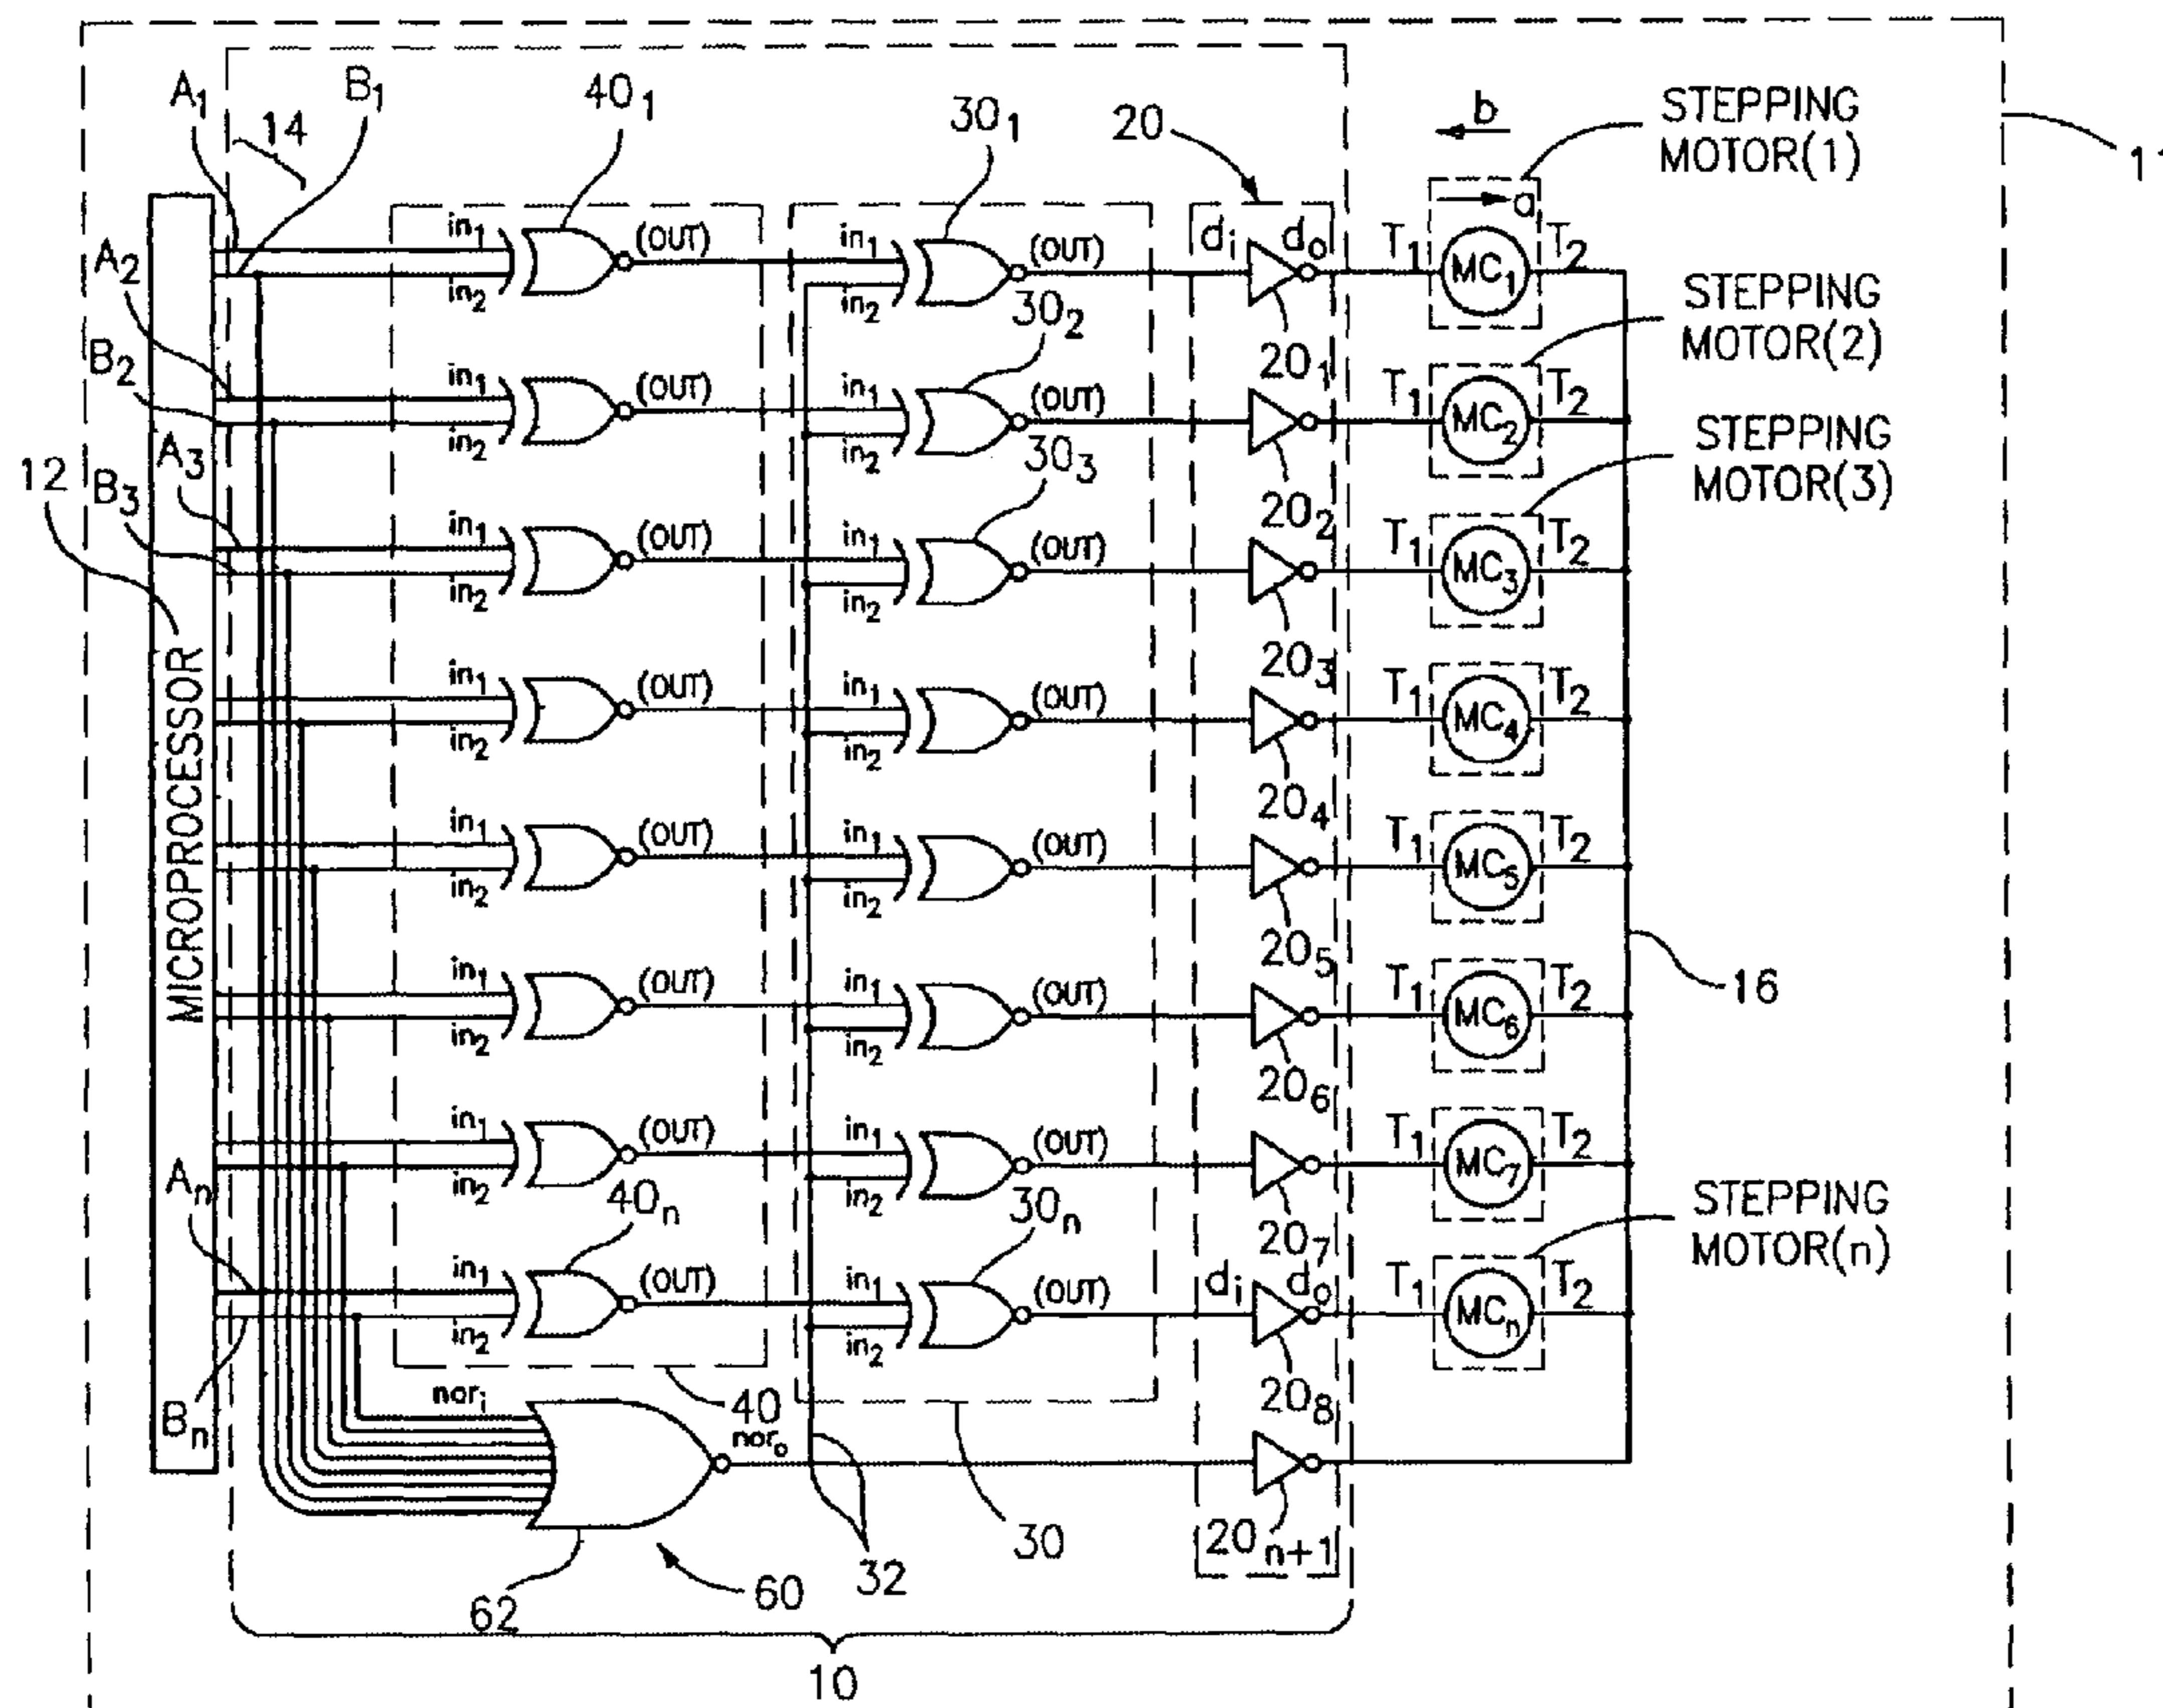 A1
14
B1
401
301
20
b
STEPPING
MOTOR(1)
11
a
A2
in1
(OUT)
in1
(OUT)
di
do
T1
MC1
T2
in2
in2
302
201
STEPPING
MOTOR(2)
B2
in1
(OUT)
in1
(OUT)
T1
MC2
T2
in2
in2
303
202
STEPPING
MOTOR(3)
12
A3
B3
in1
(OUT)
in1
(OUT)
T1
MC3
T2
in2
in2
203
MICROPROCESSOR
in1
(OUT)
in1
(OUT)
T1
MC4
T2
in2
in2
204
in1
(OUT)
in1
(OUT)
T1
MC5
T2
in2
in2
205
16
in1
(OUT)
in1
(OUT)
T1
MC6
T2
in2
in2
206
in1
(OUT)
in1
(OUT)
T1
MC7
T2
An
in2
40n
in2
30n
207
STEPPING
MOTOR(n)
in1
(OUT)
in1
(OUT)
di
do
T1
MCn
T2
in2
in2
208
Bn
nori
40
noro
62
60
32
30
20n+1
10